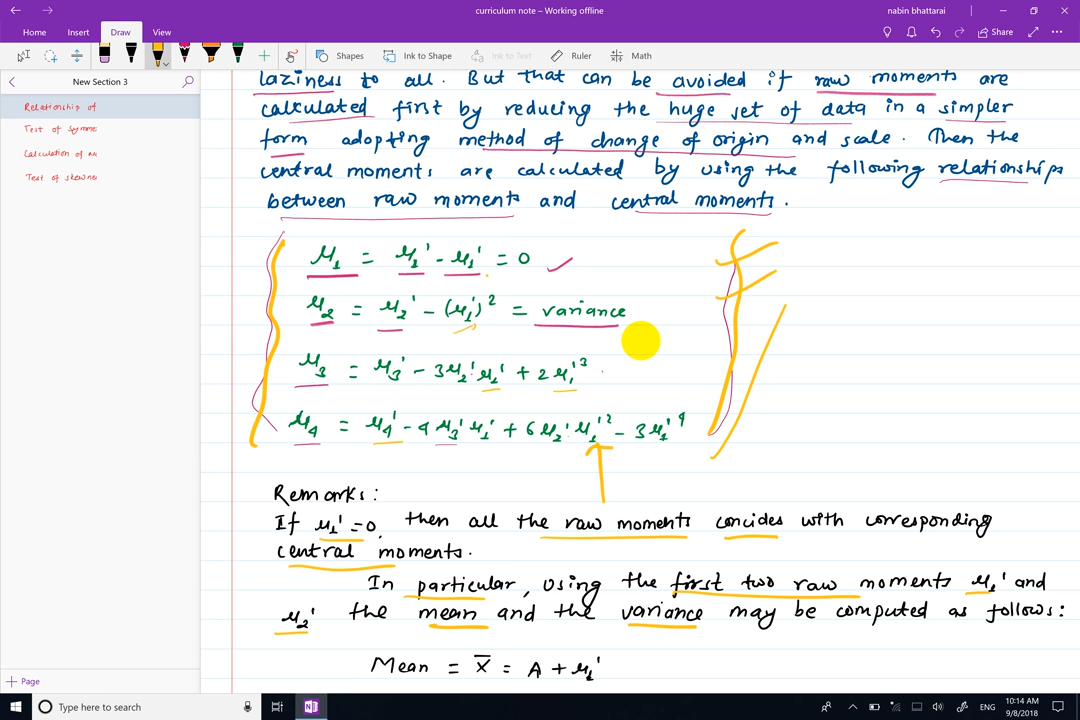 curriculum note – Working offline
nabin bhattarai
Home Insert Draw View
Share
Shapes Ink to Shape Ink to Text Ruler Math
New Section 3
Relationship of
Test of Symme
Calculation of
Test of skewne
Page
laziness to all. But that can be avoided if raw moments are
calculated first by reducing the huge set of data in a simpler
form adopting method of change of origin and scale. Then the
central moments are calculated by using the following relationships
between raw moments and central moments.
μ₁ = μ₁' - μ₁' = 0
μ₂ = μ₂' - (μ₁')² = variance
μ₃ = μ₃' - 3μ₂'μ₁' + 2μ₁'³
μ₄ = μ₄' - 4μ₃'μ₁' + 6μ₂'μ₁'² - 3μ₁'⁴
Remarks:
If μ₁'=0, then all the raw moments concides with corresponding
central moments.
In particular, using the first two raw moments μ₁' and
μ₂' the mean and the variance may be computed as follows:
Mean = X̄ = A + μ₁'
Type here to search
ENG
10:14 AM
9/8/2018